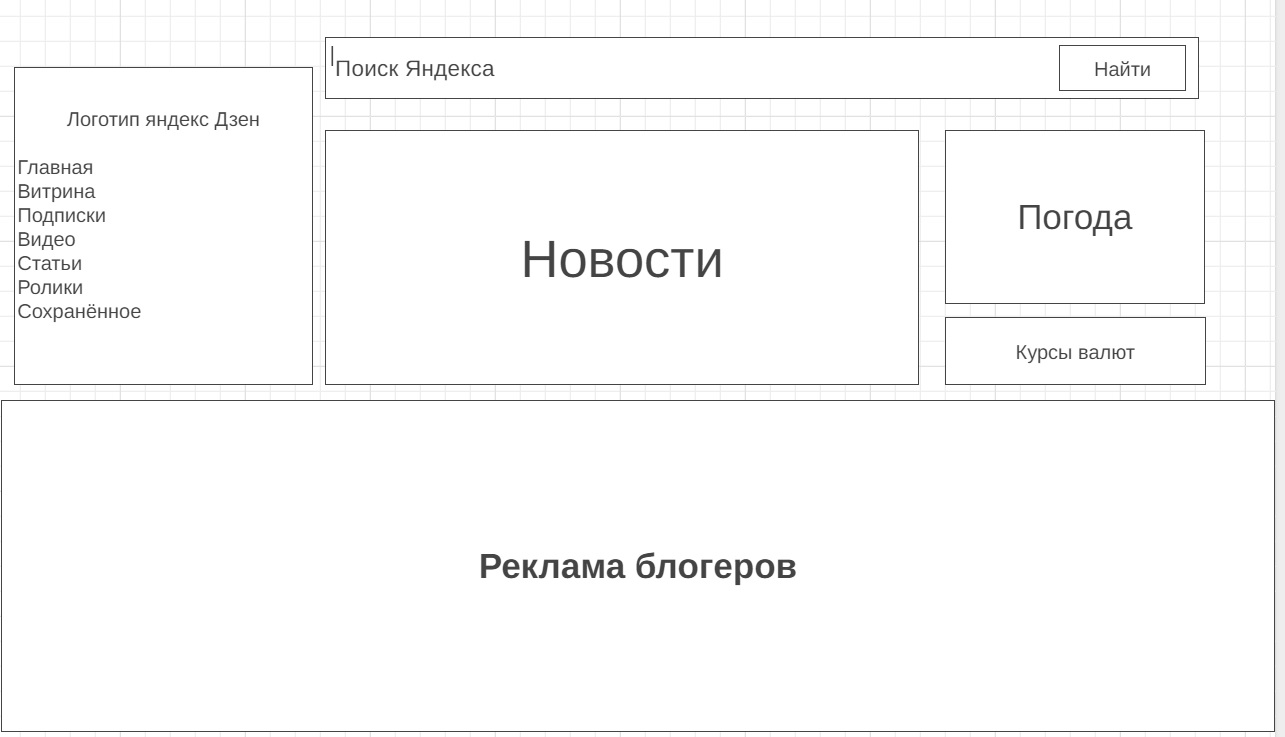 Поиск Яндекса
Найти
Логотип яндекс Дзен
Главная
Витрина
Подписки
Видео
Статьи
Ролики
Сохранённое
Новости
Погода
Курсы валют
Реклама блогеров